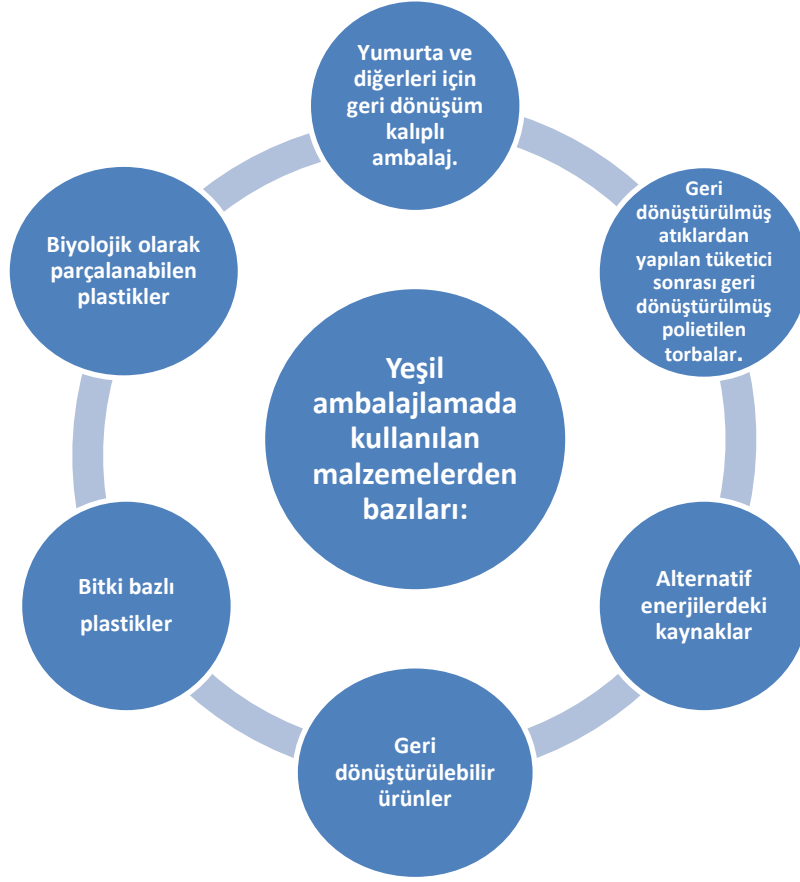 Yumurta ve
diğerleri için
geri dönüşüm
kalıplı
ambalaj.
Geri
dönüştürülmüş
atıklardan
yapılan tüketici
sonrası geri
dönüştürülmüş
polietilen
torbalar.
Biyolojik olarak
parçalanabilen
plastikler
Yeşil
ambalajlamada
kullanılan
malzemelerden
bazıları:
Bitki bazlı
plastikler
Alternatif
enerjilerdeki
kaynaklar
Geri
dönüştürülebilir
ürünler